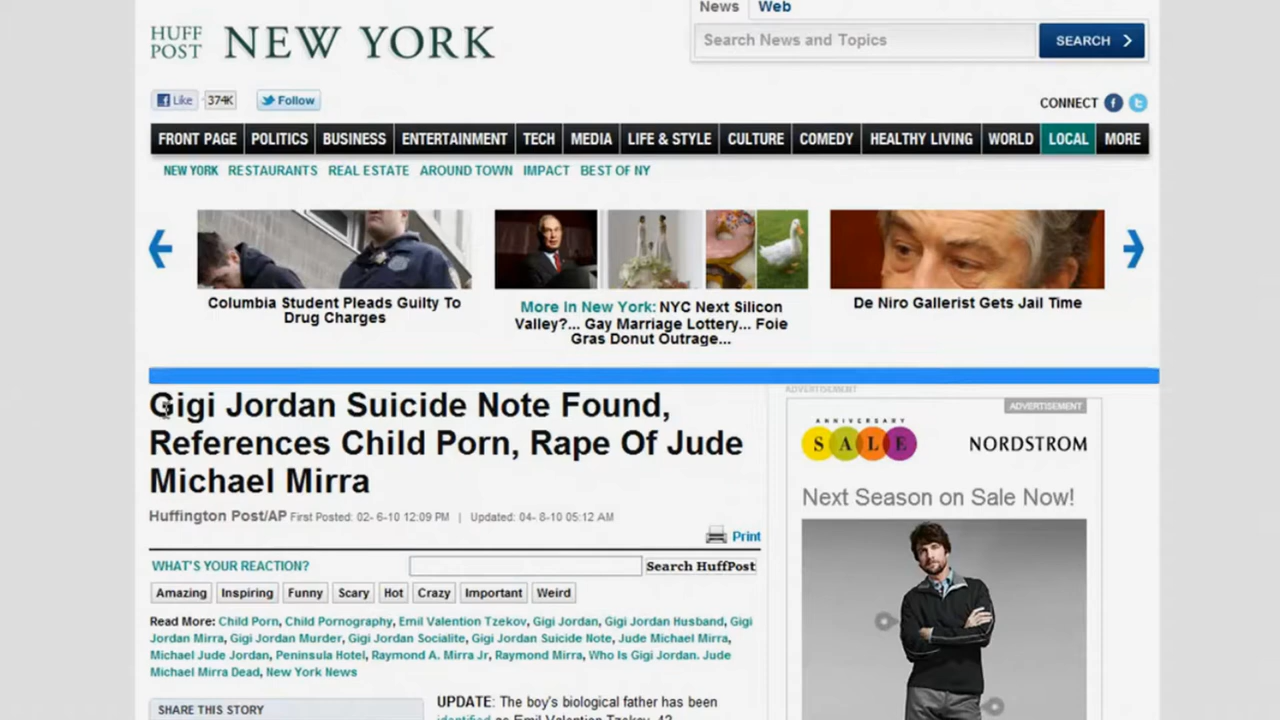 News Web
HUFF
POST
NEW YORK
Search News and Topics
SEARCH
Like 374K Follow
CONNECT
FRONT PAGE POLITICS BUSINESS ENTERTAINMENT TECH MEDIA LIFE & STYLE CULTURE COMEDY HEALTHY LIVING WORLD LOCAL MORE
NEW YORK RESTAURANTS REAL ESTATE AROUND TOWN IMPACT BEST OF NY
Columbia Student Pleads Guilty To
Drug Charges
More In New York: NYC Next Silicon
Valley?... Gay Marriage Lottery... Foie
Gras Donut Outrage...
De Niro Gallerist Gets Jail Time
Gigi Jordan Suicide Note Found,
References Child Porn, Rape Of Jude
Michael Mirra
Huffington Post/AP First Posted: 02- 6-10 12:09 PM | Updated: 04- 8-10 05:12 AM
Print
WHAT'S YOUR REACTION?
Search HuffPost
Amazing Inspiring Funny Scary Hot Crazy Important Weird
Read More: Child Porn, Child Pornography, Emil Valention Tzekov, Gigi Jordan, Gigi Jordan Husband, Gigi
Jordan Mirra, Gigi Jordan Murder, Gigi Jordan Socialite, Gigi Jordan Suicide Note, Jude Michael Mirra,
Michael Jude Jordan, Peninsula Hotel, Raymond A. Mirra Jr, Raymond Mirra, Who Is Gigi Jordan. Jude
Michael Mirra Dead, New York News
SHARE THIS STORY
UPDATE: The boy's biological father has been
identified as Emil Valention Tzekov, 42
ADVERTISEMENT
ADVERTISEMENT
ANNIVERSARY
SALE
NORDSTROM
Next Season on Sale Now!